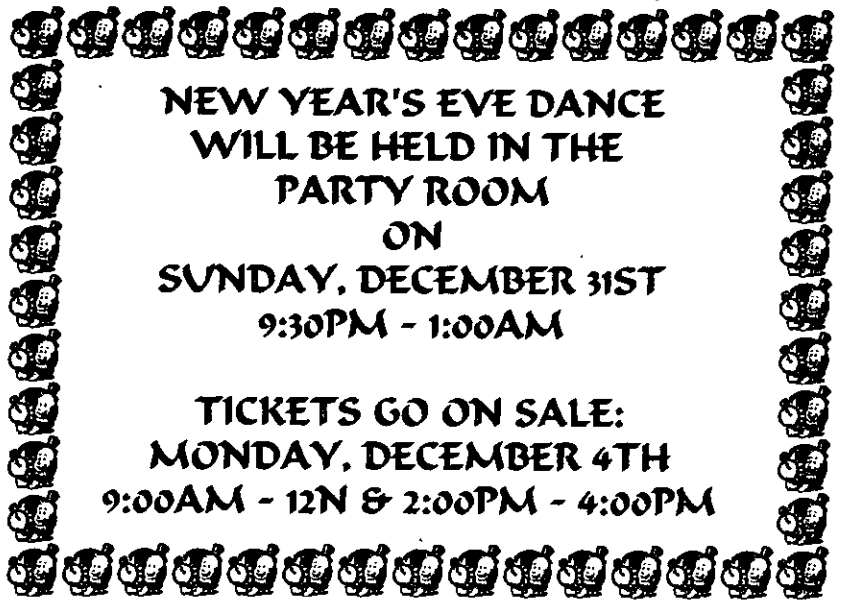 NEW YEAR'S EVE DANCE
WILL BE HELD IN THE
PARTY ROOM
ON
SUNDAY, DECEMBER 31ST
9:30PM - 1:00AM
TICKETS GO ON SALE:
MONDAY, DECEMBER 4TH
9:00AM - 12N & 2:00PM - 4:00PM